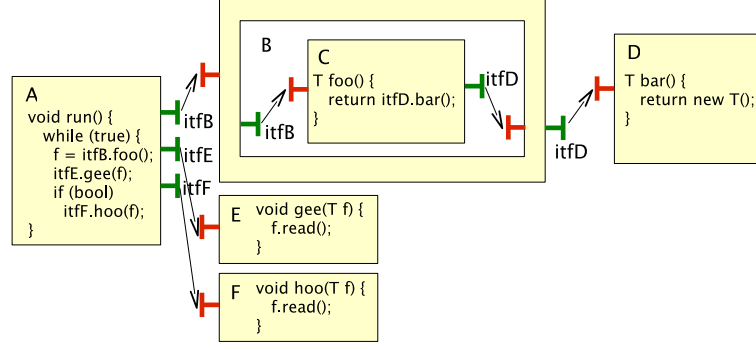 A
void run() {
while (true) {
f = itfB.foo();
itfE.gee(f);
if (bool)
itfF.hoo(f);
}
itfB
itfE
itfF
B
itfB
C
T foo() {
return itfD.bar();
}
itfD
itfD
D
T bar() {
return new T();
}
E
void gee(T f) {
f.read();
}
F
void hoo(T f) {
f.read();
}